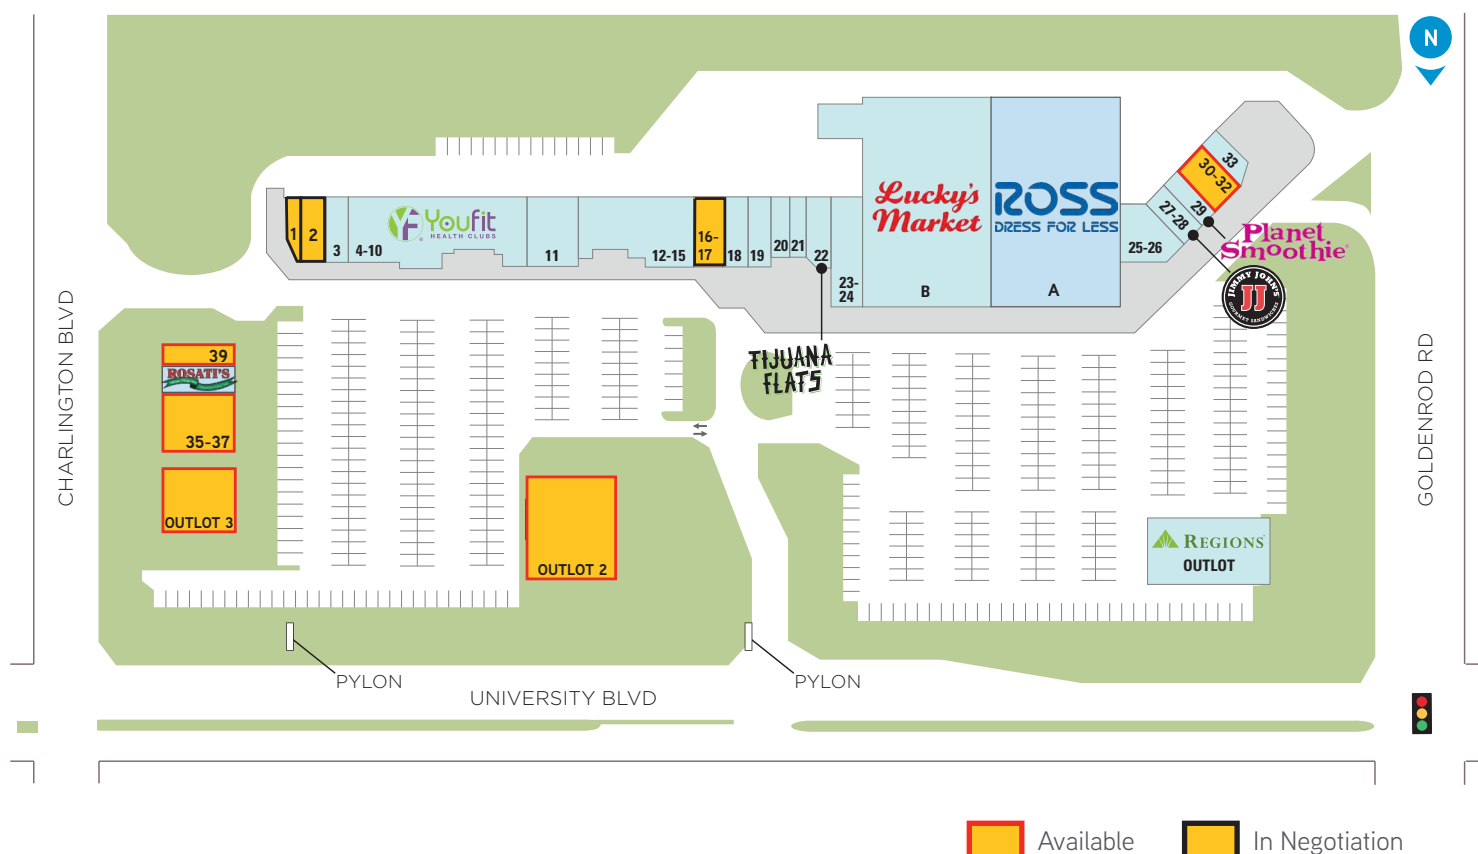 N
1
2
3
4-10
Youfit
HEALTH CLUBS
11
12-15
16-
17
18
19
20
21
22
23-
24
Lucky's
Market
B
ROSS
DRESS FOR LESS
A
25-26
27-28
29
30-32
33
Planet
Smoothie
JIMMY JOHN'S
JJ
GOURMET SANDWICHES
TIJUANA
FLATS
39
ROSATI'S
35-37
OUTLOT 3
OUTLOT 2
REGIONS
OUTLOT
CHARLINGTON BLVD
GOLDENROD RD
PYLON
PYLON
UNIVERSITY BLVD
Available
In Negotiation